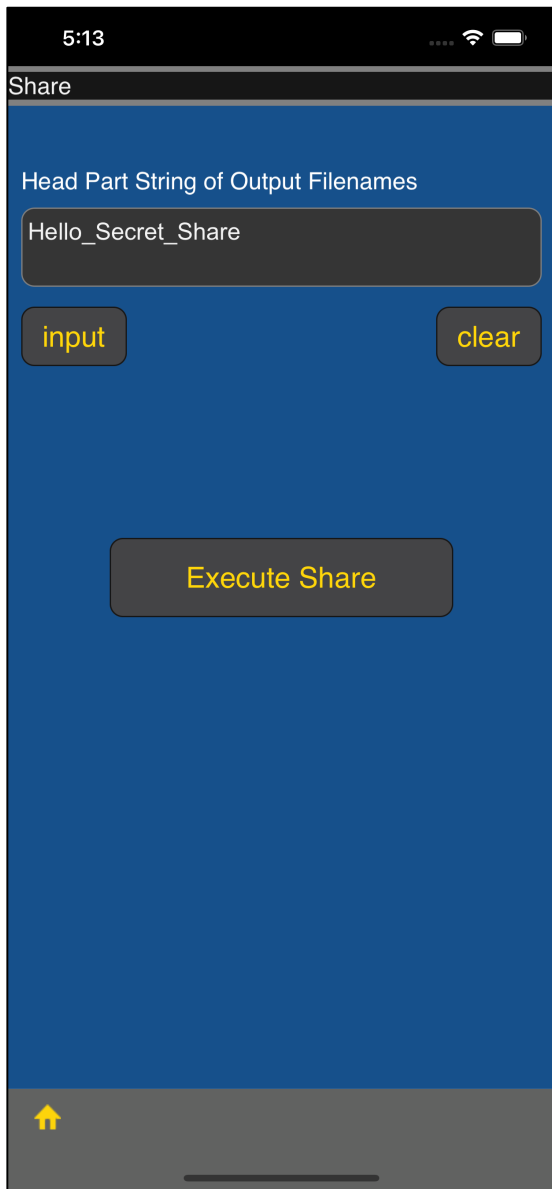 5:13
Share
Head Part String of Output Filenames
Hello_Secret_Share
input
clear
Execute Share